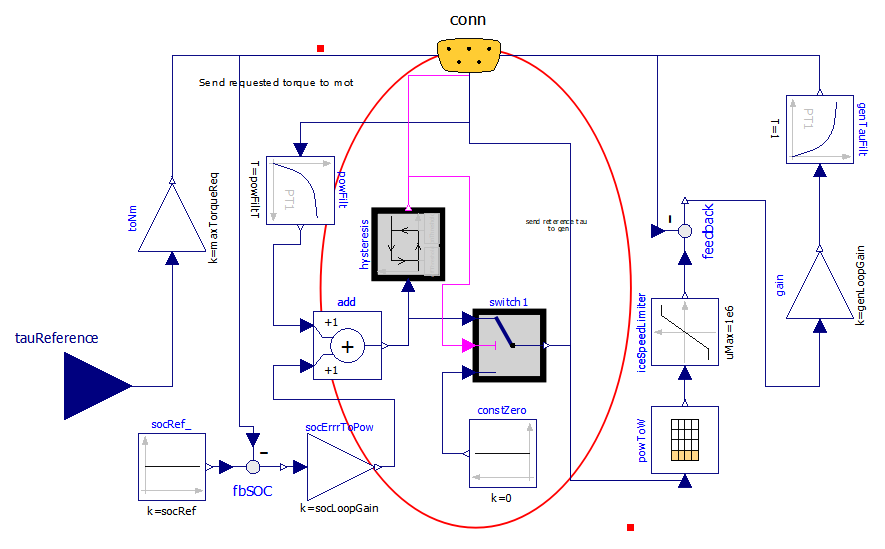 conn
Send requested torque to mot
PT1
T=1
genTauFilt
PT1
T=powFiltT
powFilt
toNm
k=maxTorqueReq
hysteresis
send reference tau
to gen
-
feedback
gain
k=genLoopGain
add
+1
+
+1
switch1
iceSpeedLimiter
uMax=1e6
tauReference
socRef_
k=socRef
-
fbSOC
socErrrToPow
k=socLoopGain
constZero
k=0
powToW